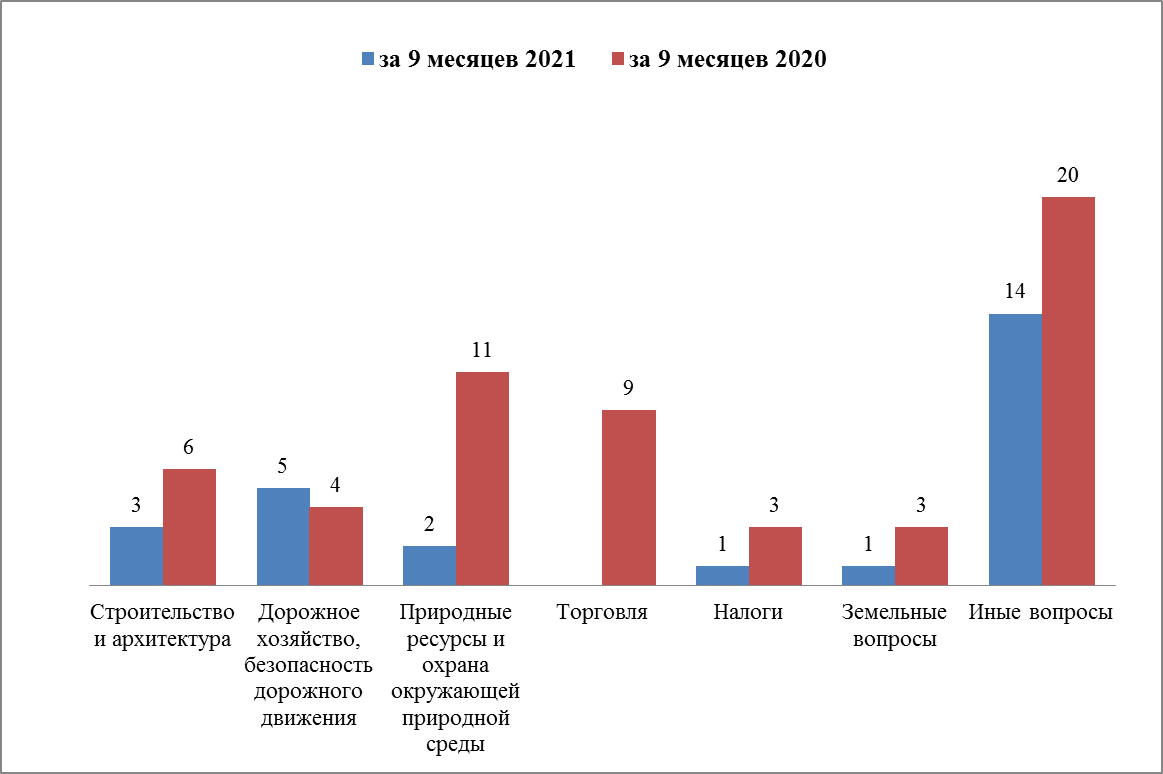 за 9 месяцев 2021 за 9 месяцев 2020
20
14
11
9
6
5
4
3
3
3
2
1
1
Строительство и архитектура
Дорожное хозяйство, безопасность дорожного движения
Природные ресурсы и охрана окружающей природной среды
Торговля
Налоги
Земельные вопросы
Иные вопросы